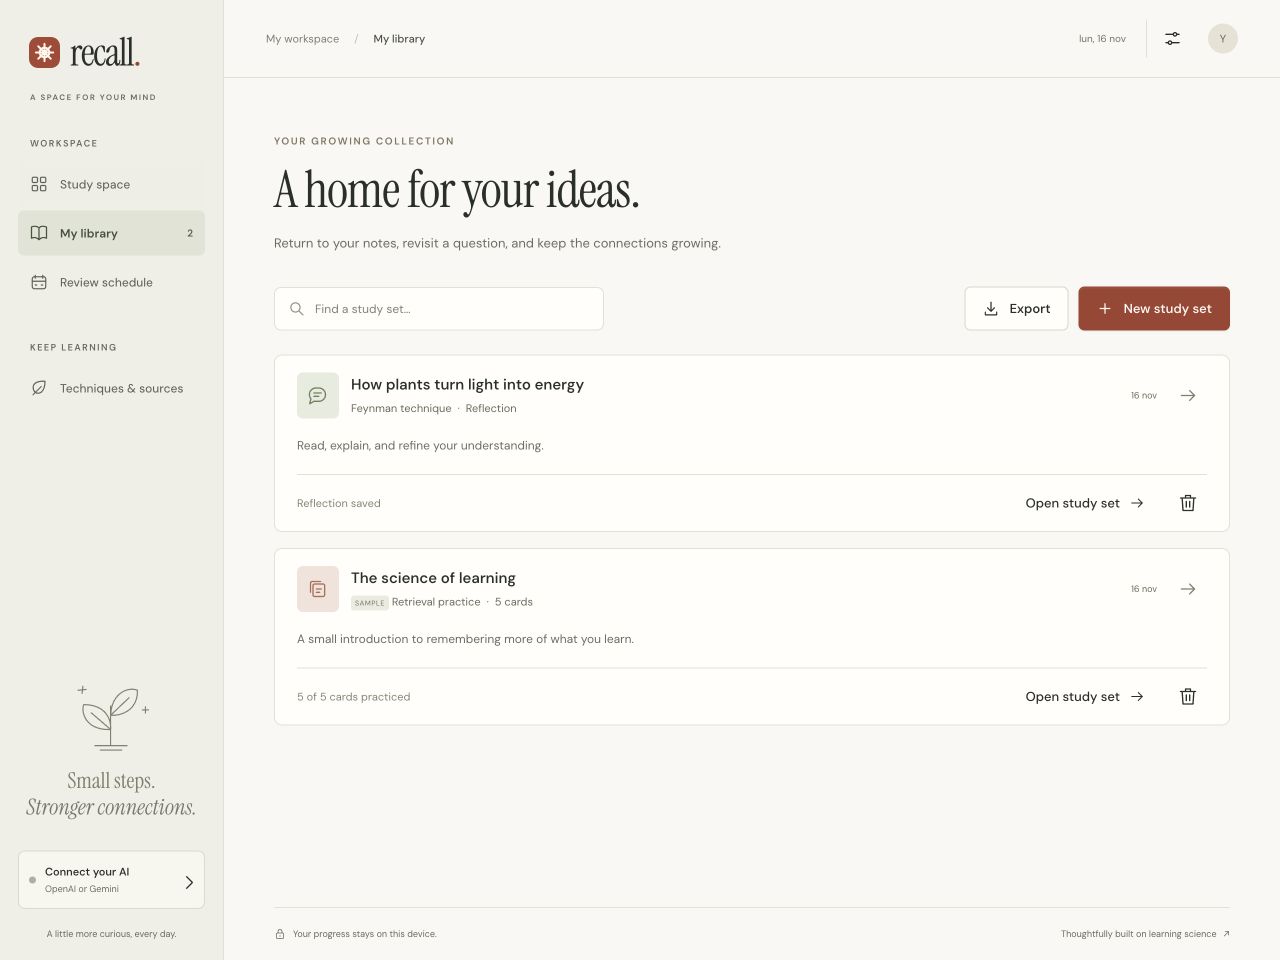 recall.
A SPACE FOR YOUR MIND
WORKSPACE
Study space
My library 2
Review schedule
KEEP LEARNING
Techniques & sources
Small steps.
Stronger connections.
Connect your AI
OpenAI or Gemini
A little more curious, every day.
My workspace / My library
lun, 16 nov
Y
YOUR GROWING COLLECTION
A home for your ideas.
Return to your notes, revisit a question, and keep the connections growing.
Find a study set...
Export
New study set
How plants turn light into energy
Feynman technique · Reflection
16 nov
Read, explain, and refine your understanding.
Reflection saved
Open study set
The science of learning
SAMPLE Retrieval practice · 5 cards
16 nov
A small introduction to remembering more of what you learn.
5 of 5 cards practiced
Open study set
Your progress stays on this device.
Thoughtfully built on learning science